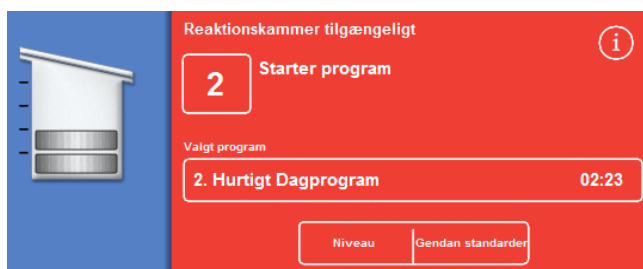 Reaktionskammer tilgængeligt
i
2
Starter program
Valgt program
2. Hurtigt Dagprogram 02:23
Niveau Gendan standarder